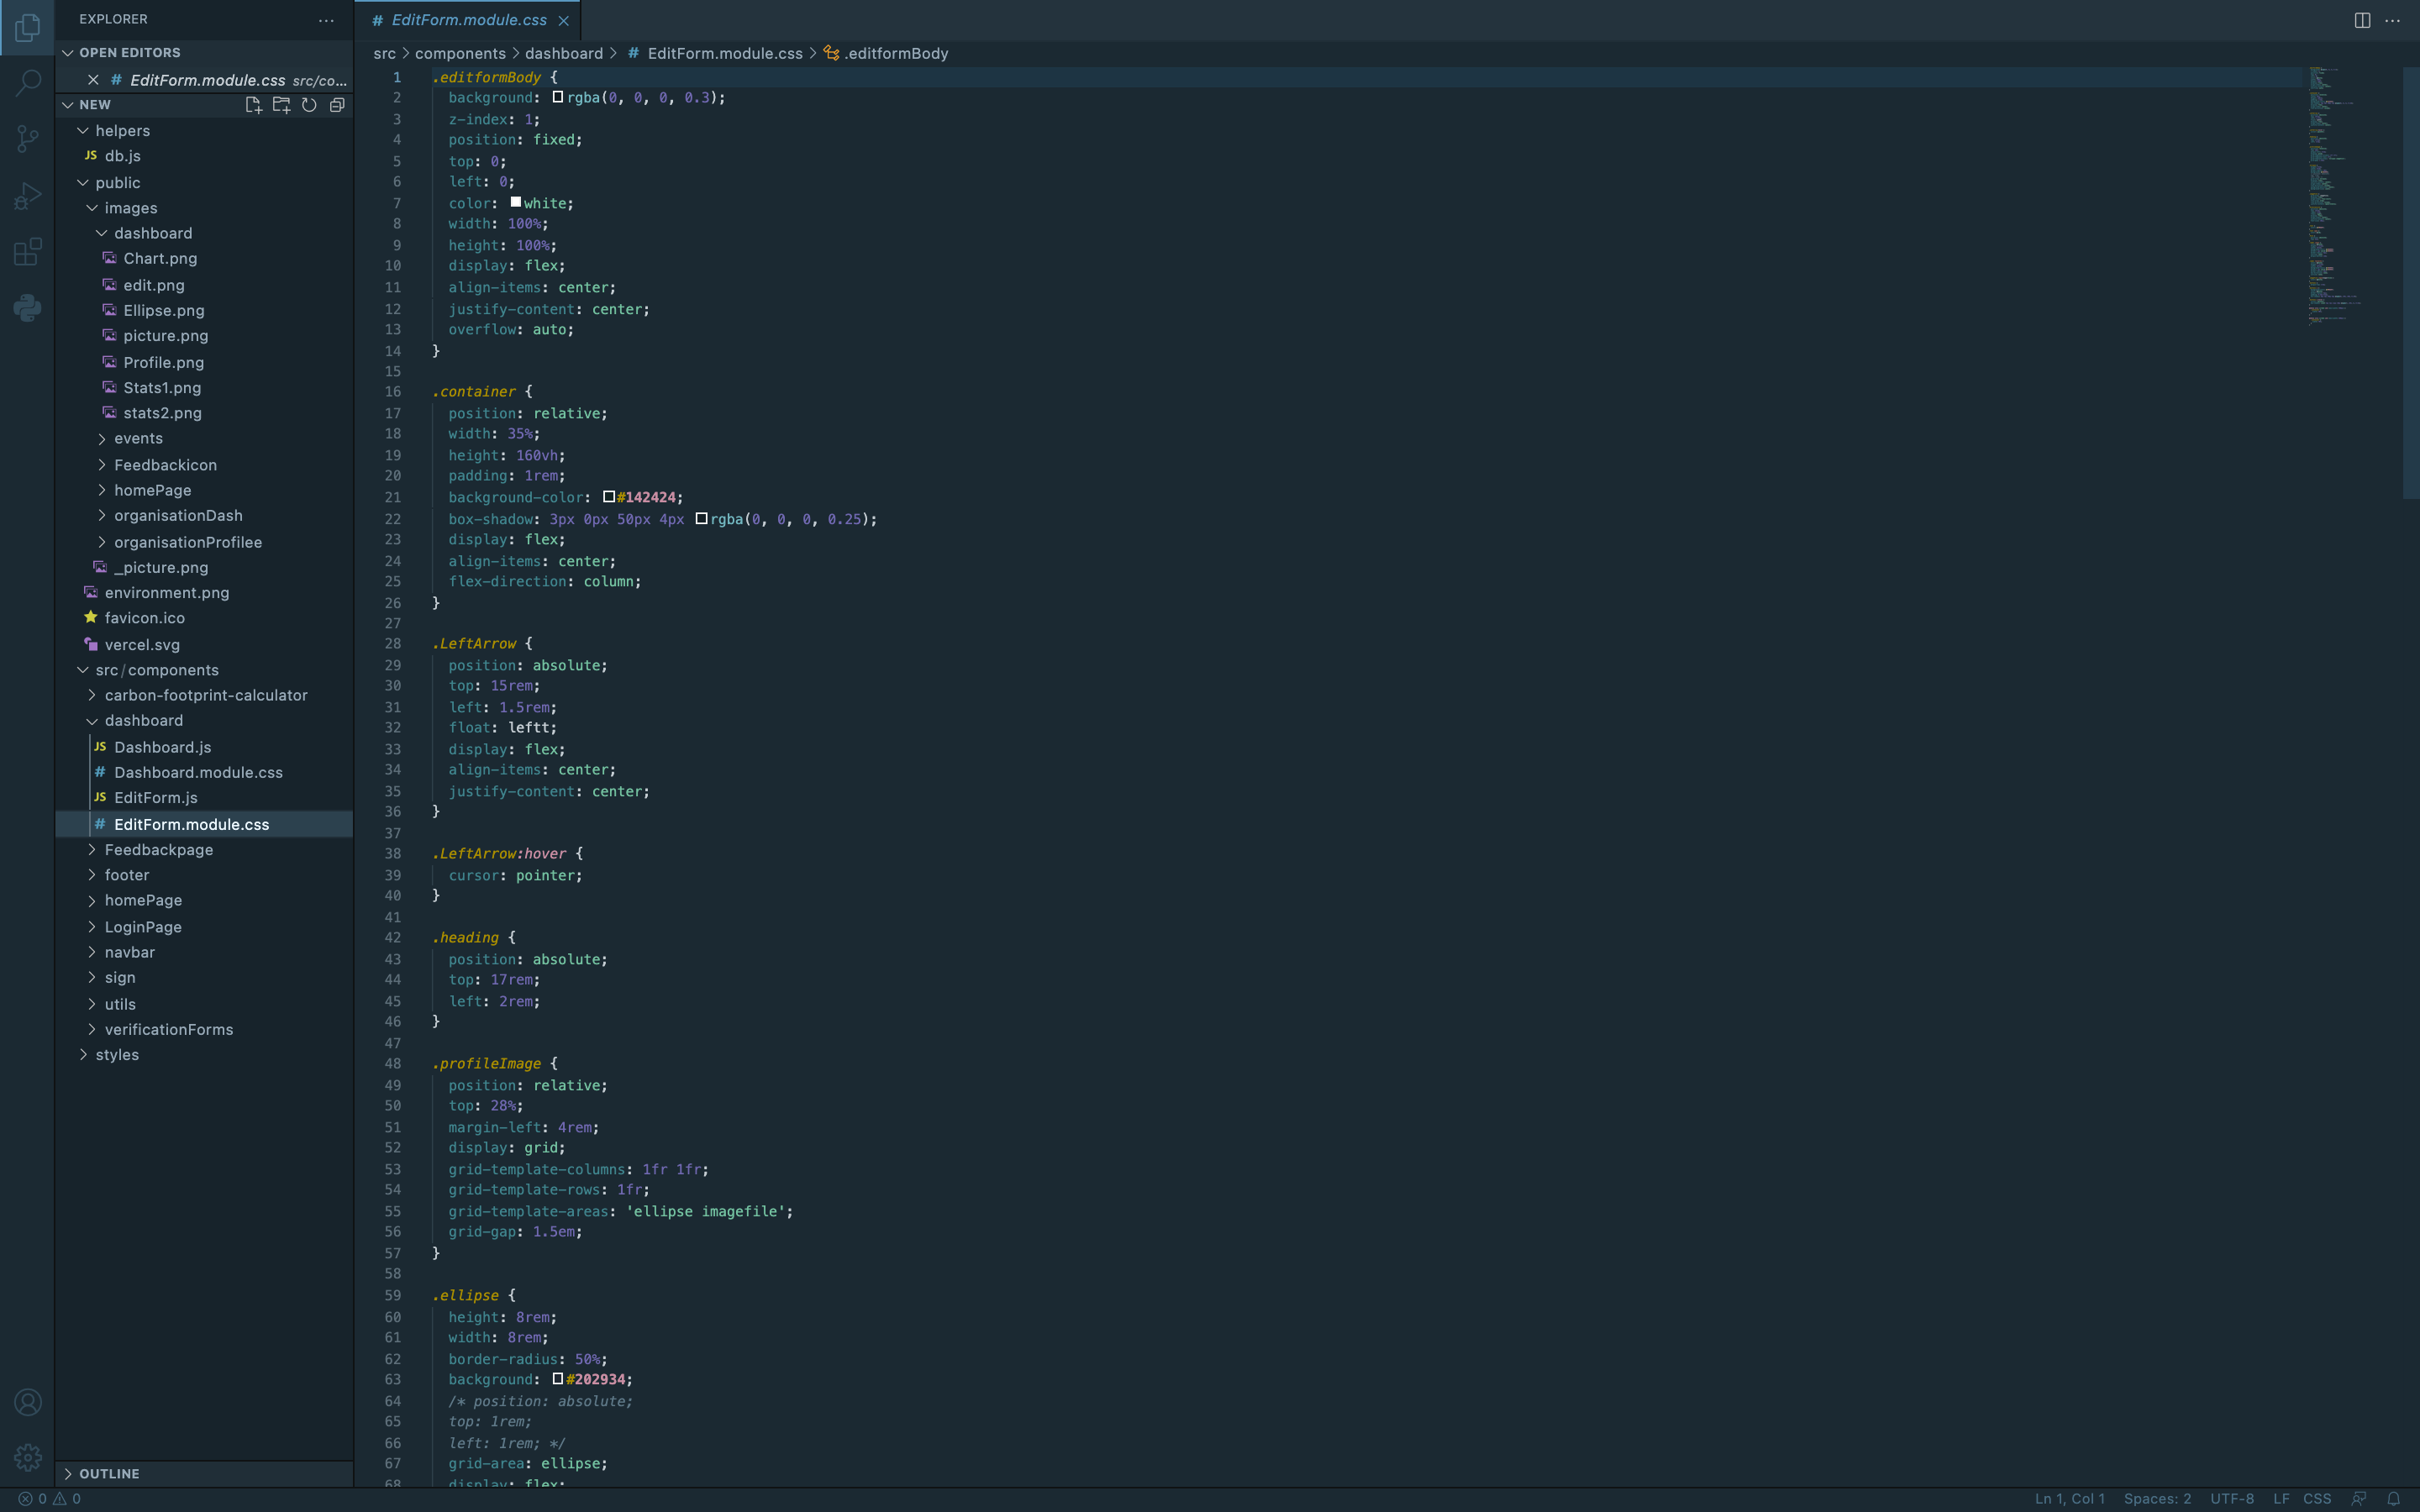 EXPLORER
OPEN EDITORS
# EditForm.module.css src/co...
NEW
helpers
JS db.js
public
images
dashboard
Chart.png
edit.png
Ellipse.png
picture.png
Profile.png
Stats1.png
stats2.png
events
Feedbackicon
homePage
organisationDash
organisationProfilee
_picture.png
environment.png
favicon.ico
vercel.svg
src/components
carbon-footprint-calculator
dashboard
JS Dashboard.js
# Dashboard.module.css
JS EditForm.js
# EditForm.module.css
Feedbackpage
footer
homePage
LoginPage
navbar
sign
utils
verificationForms
styles
OUTLINE
# EditForm.module.css
src > components > dashboard > # EditForm.module.css > .editformBody
1 .editformBody {
2 background: rgba(0, 0, 0, 0.3);
3 z-index: 1;
4 position: fixed;
5 top: 0;
6 left: 0;
7 color: white;
8 width: 100%;
9 height: 100%;
10 display: flex;
11 align-items: center;
12 justify-content: center;
13 overflow: auto;
14 }
15
16 .container {
17 position: relative;
18 width: 35%;
19 height: 160vh;
20 padding: 1rem;
21 background-color: #142424;
22 box-shadow: 3px 0px 50px 4px rgba(0, 0, 0, 0.25);
23 display: flex;
24 align-items: center;
25 flex-direction: column;
26 }
27
28 .LeftArrow {
29 position: absolute;
30 top: 15rem;
31 left: 1.5rem;
32 float: leftt;
33 display: flex;
34 align-items: center;
35 justify-content: center;
36 }
37
38 .LeftArrow:hover {
39 cursor: pointer;
40 }
41
42 .heading {
43 position: absolute;
44 top: 17rem;
45 left: 2rem;
46 }
47
48 .profileImage {
49 position: relative;
50 top: 28%;
51 margin-left: 4rem;
52 display: grid;
53 grid-template-columns: 1fr 1fr;
54 grid-template-rows: 1fr;
55 grid-template-areas: 'ellipse imagefile';
56 grid-gap: 1.5em;
57 }
58
59 .ellipse {
60 height: 8rem;
61 width: 8rem;
62 border-radius: 50%;
63 background: #202934;
64 /* position: absolute;
65 top: 1rem;
66 left: 1rem; */
67 grid-area: ellipse;
68 display: flex;
0 0
Ln 1, Col 1 Spaces: 2 UTF-8 LF CSS